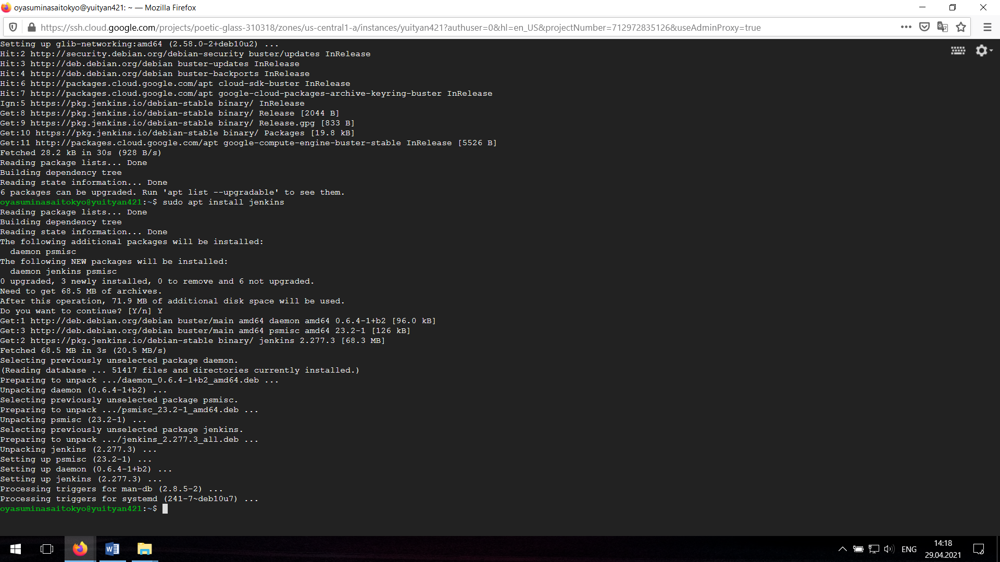 oyasuminasaitokyo@yuityan421: ~ — Mozilla Firefox
https://ssh.cloud.google.com/projects/poetic-glass-310318/zones/us-central1-a/instances/yuityan421?authuser=0&hl=en_US&projectNumber=712972835126&useAdminProxy=true
Setting up glib-networking:amd64 (2.58.0-2+deb10u2) ...
Hit:2 http://security.debian.org/debian-security buster/updates InRelease
Hit:3 http://deb.debian.org/debian buster-updates InRelease
Hit:4 http://deb.debian.org/debian buster-backports InRelease
Hit:6 http://packages.cloud.google.com/apt cloud-sdk-buster InRelease
Hit:7 http://packages.cloud.google.com/apt google-cloud-packages-archive-keyring-buster InRelease
Ign:5 https://pkg.jenkins.io/debian-stable binary/ InRelease
Get:8 https://pkg.jenkins.io/debian-stable binary/ Release [2044 B]
Get:9 https://pkg.jenkins.io/debian-stable binary/ Release.gpg [833 B]
Get:10 https://pkg.jenkins.io/debian-stable binary/ Packages [19.8 kB]
Get:11 http://packages.cloud.google.com/apt google-compute-engine-buster-stable InRelease [5526 B]
Fetched 28.2 kB in 30s (928 B/s)
Reading package lists... Done
Building dependency tree
Reading state information... Done
6 packages can be upgraded. Run 'apt list --upgradable' to see them.
oyasuminasaitokyo@yuityan421:~$ sudo apt install jenkins
Reading package lists... Done
Building dependency tree
Reading state information... Done
The following additional packages will be installed:
  daemon psmisc
The following NEW packages will be installed:
  daemon jenkins psmisc
0 upgraded, 3 newly installed, 0 to remove and 6 not upgraded.
Need to get 68.5 MB of archives.
After this operation, 71.9 MB of additional disk space will be used.
Do you want to continue? [Y/n] Y
Get:1 http://deb.debian.org/debian buster/main amd64 daemon amd64 0.6.4-1+b2 [96.0 kB]
Get:3 http://deb.debian.org/debian buster/main amd64 psmisc amd64 23.2-1 [126 kB]
Get:2 https://pkg.jenkins.io/debian-stable binary/ jenkins 2.277.3 [68.3 MB]
Fetched 68.5 MB in 3s (20.5 MB/s)
Selecting previously unselected package daemon.
(Reading database ... 51417 files and directories currently installed.)
Preparing to unpack .../daemon_0.6.4-1+b2_amd64.deb ...
Unpacking daemon (0.6.4-1+b2) ...
Selecting previously unselected package psmisc.
Preparing to unpack .../psmisc_23.2-1_amd64.deb ...
Unpacking psmisc (23.2-1) ...
Selecting previously unselected package jenkins.
Preparing to unpack .../jenkins_2.277.3_all.deb ...
Unpacking jenkins (2.277.3) ...
Setting up psmisc (23.2-1) ...
Setting up daemon (0.6.4-1+b2) ...
Setting up jenkins (2.277.3) ...
Processing triggers for man-db (2.8.5-2) ...
Processing triggers for systemd (241-7~deb10u7) ...
oyasuminasaitokyo@yuityan421:~$
ENG
14:18
29.04.2021